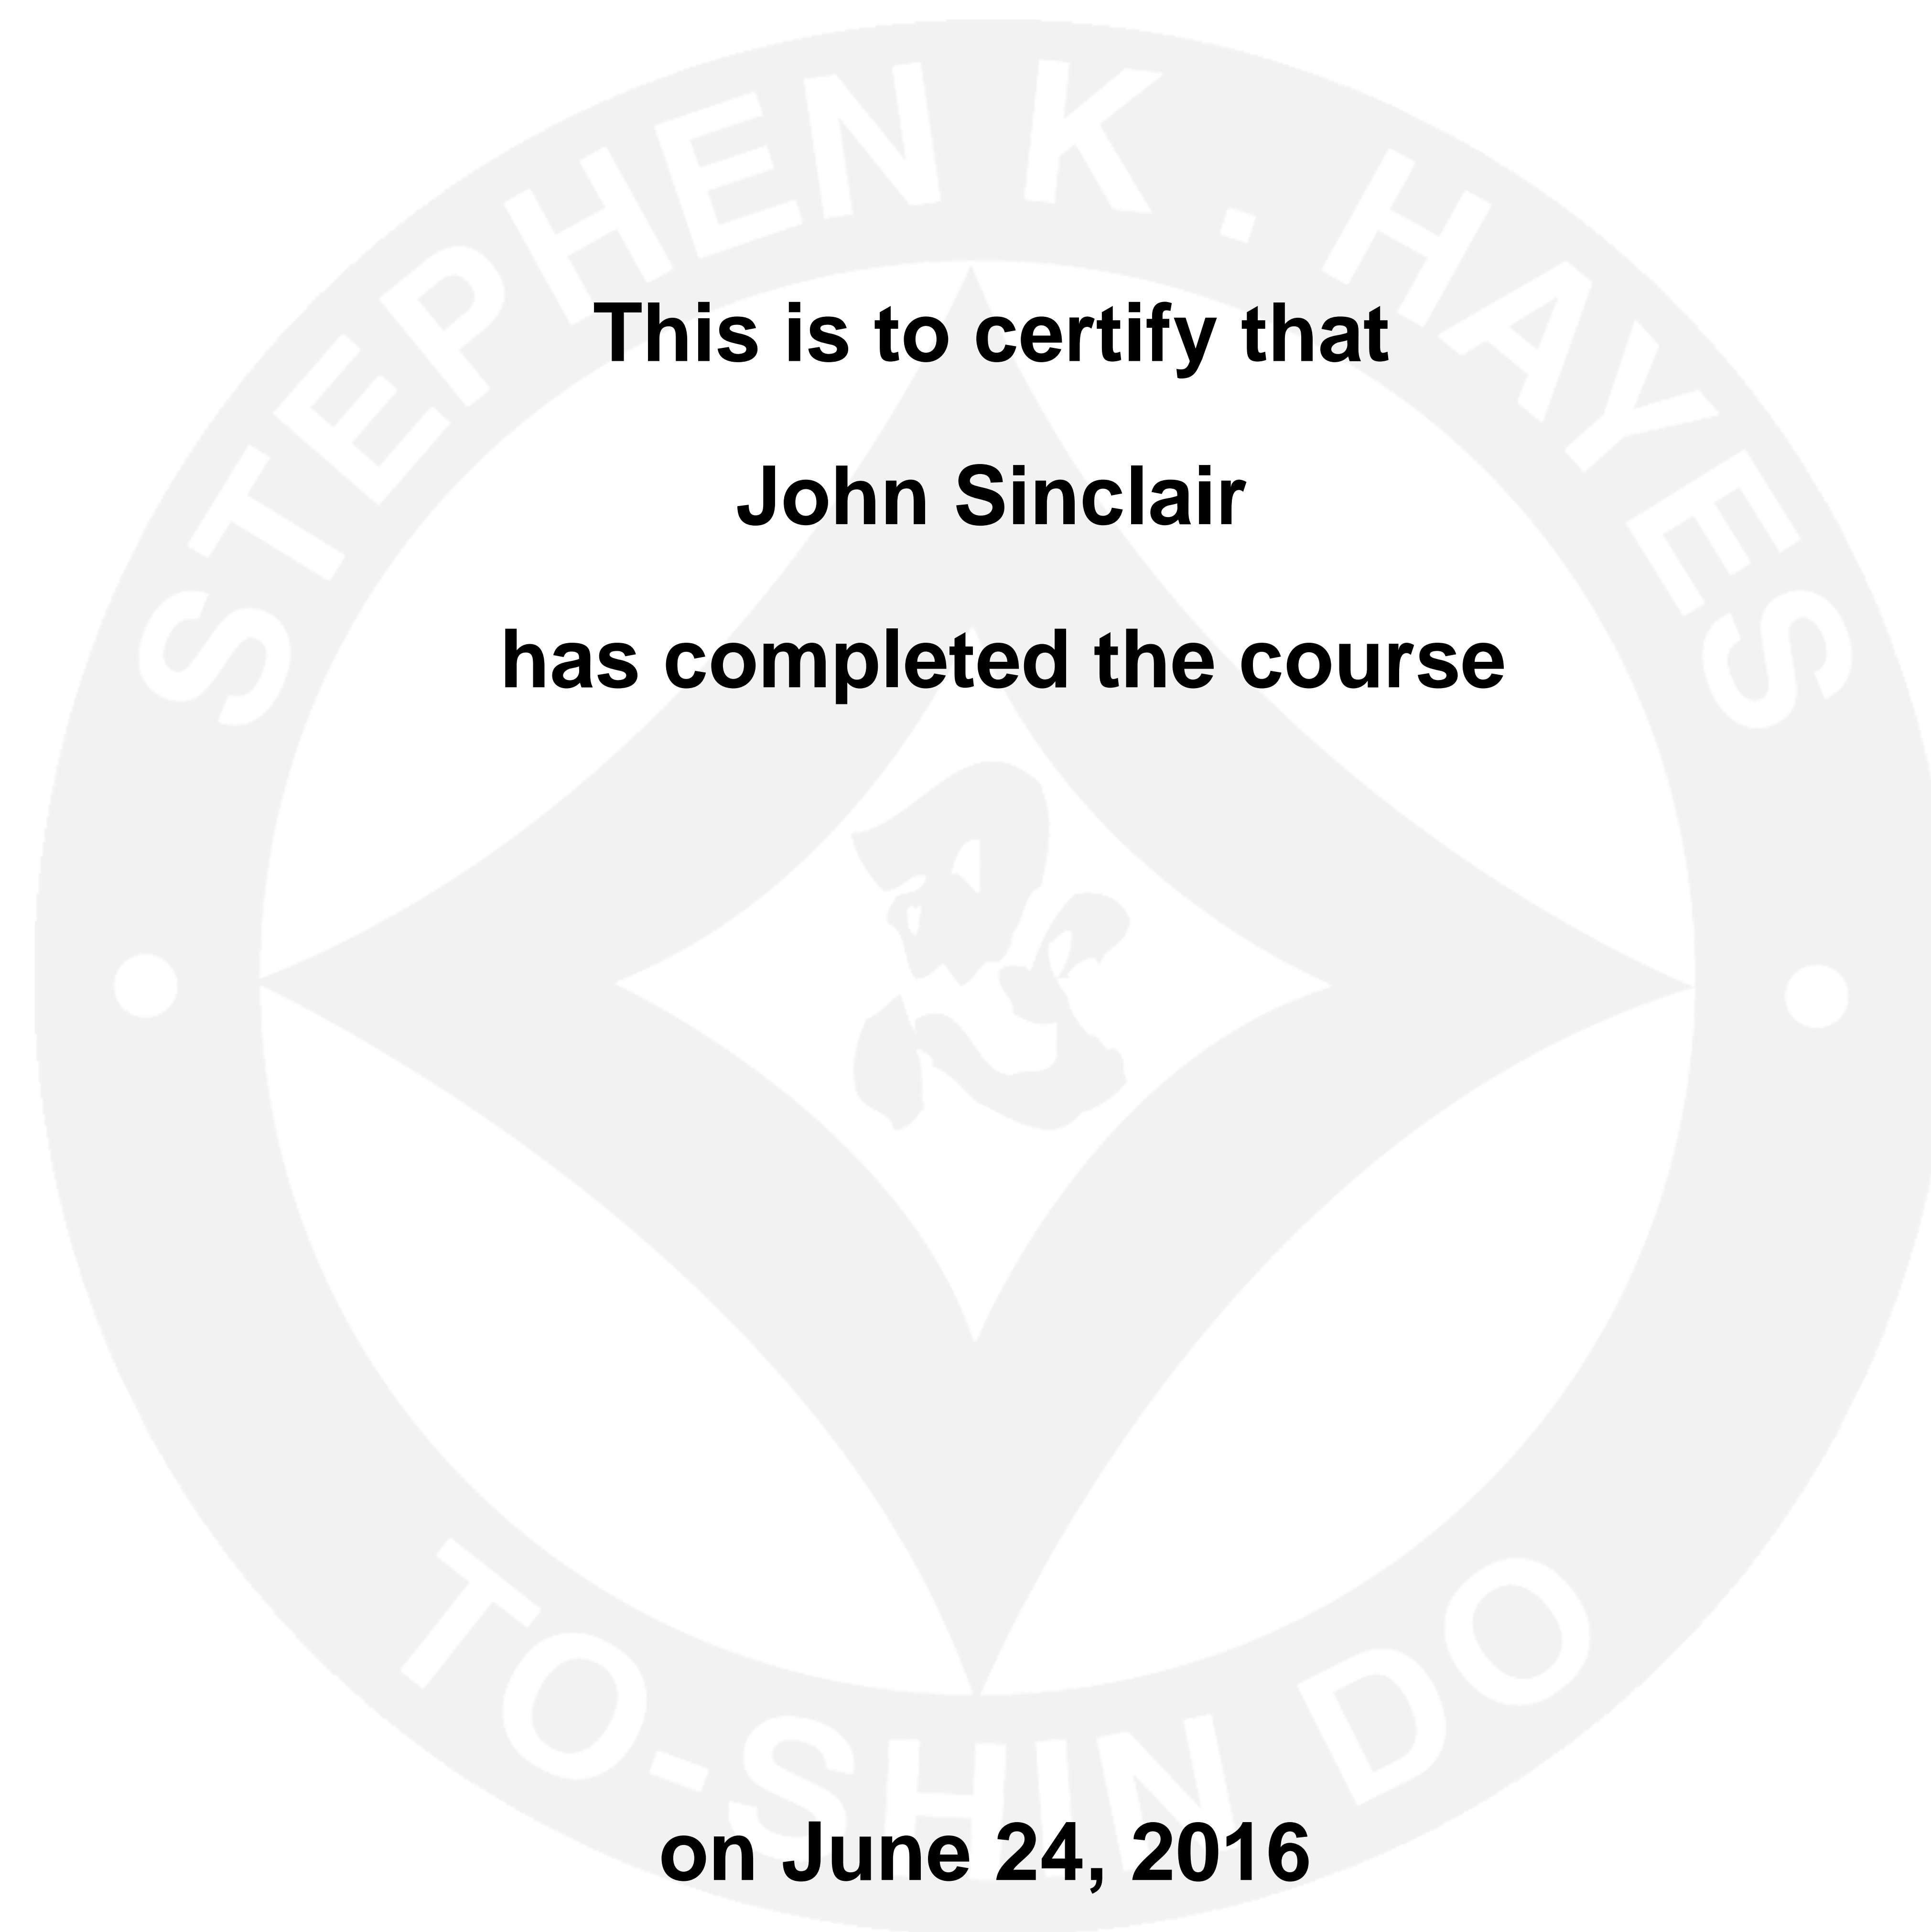 STEPHEN K. HAYES
This is to certify that
John Sinclair
has completed the course
忍
TO-SHIN DO
on June 24, 2016